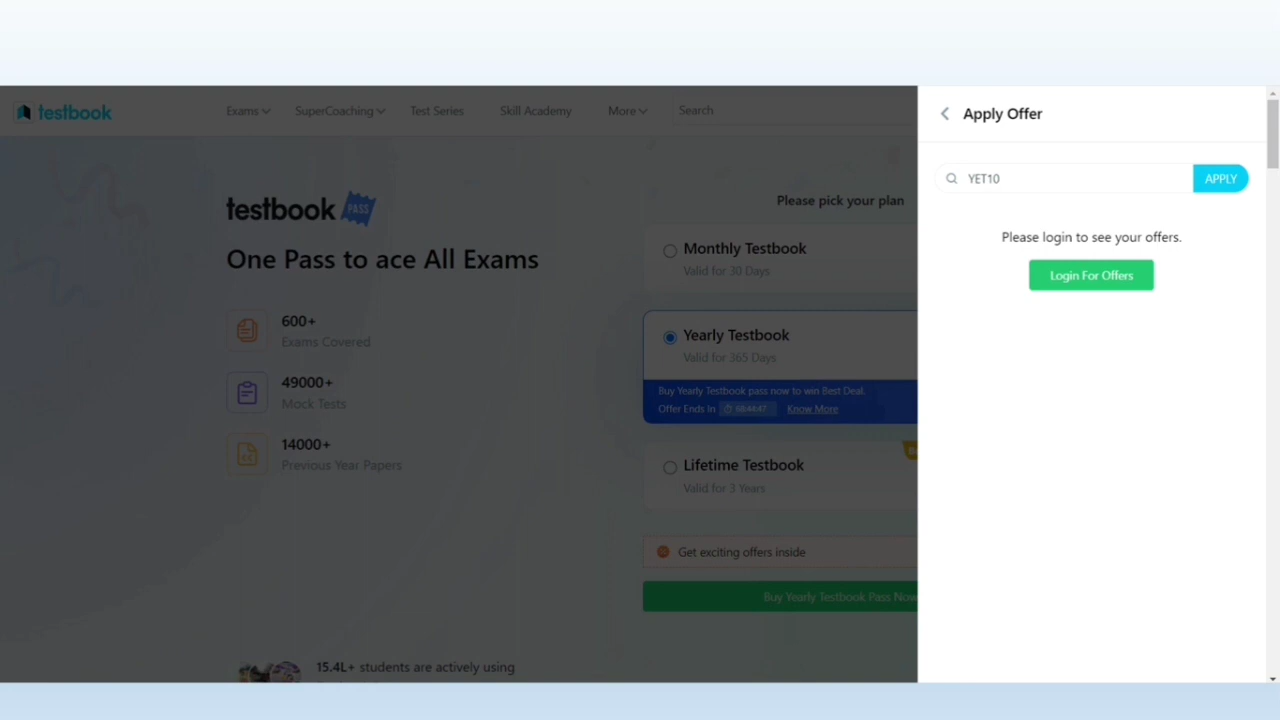 testbook
Exams
SuperCoaching
Test Series
Skill Academy
More
Search
testbook PASS
One Pass to ace All Exams
600+
Exams Covered
49000+
Mock Tests
14000+
Previous Year Papers
15.4L+ students are actively using
Please pick your plan
Monthly Testbook
Valid for 30 Days
Yearly Testbook
Valid for 365 Days
Buy Yearly Testbook pass now to win Best Deal.
Offer Ends In
Know More
Lifetime Testbook
Valid for 3 Years
Get exciting offers inside
Buy Yearly Testbook Pass Now
Apply Offer
YET10
APPLY
Please login to see your offers.
Login For Offers